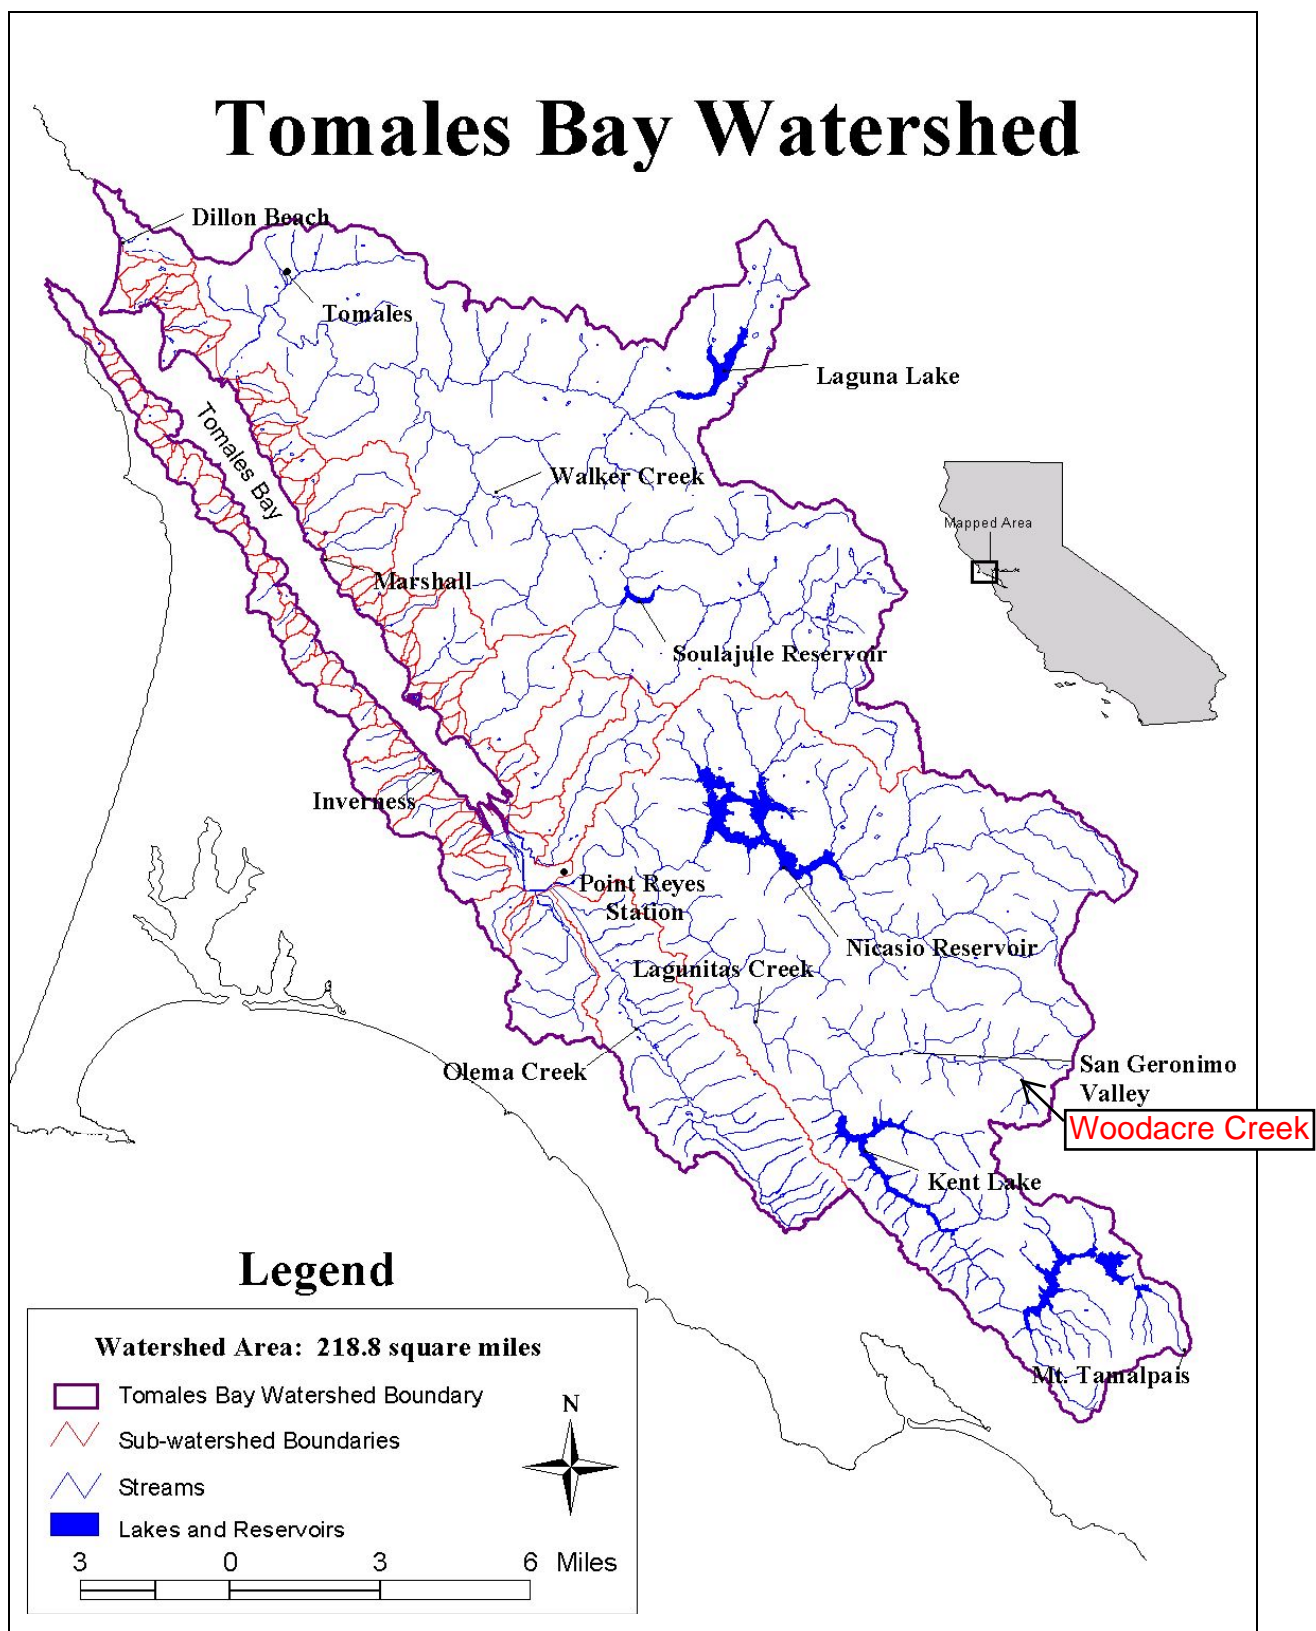 Tomales Bay Watershed
Dillon Beach
Tomales
Laguna Lake
Tomales Bay
Walker Creek
Mapped Area
Marshall
Soulajule Reservoir
Inverness
Point Reyes
Station
Nicasio Reservoir
Lagunitas Creek
Olema Creek
San Geronimo
Valley
Woodacre Creek
Kent Lake
Mt. Tamalpais
Legend
Watershed Area: 218.8 square miles
Tomales Bay Watershed Boundary
Sub-watershed Boundaries
Streams
Lakes and Reservoirs
N
3 0 3 6 Miles